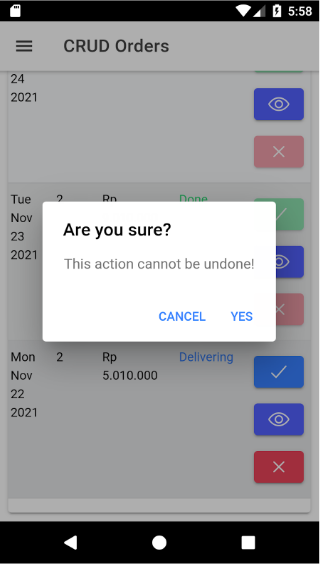 5:58
CRUD Orders
24
2021
Tue 2 Rp Done
Nov
23
2021
Are you sure?
This action cannot be undone!
CANCEL YES
Mon 2 Rp Delivering
Nov 5.010.000
22
2021